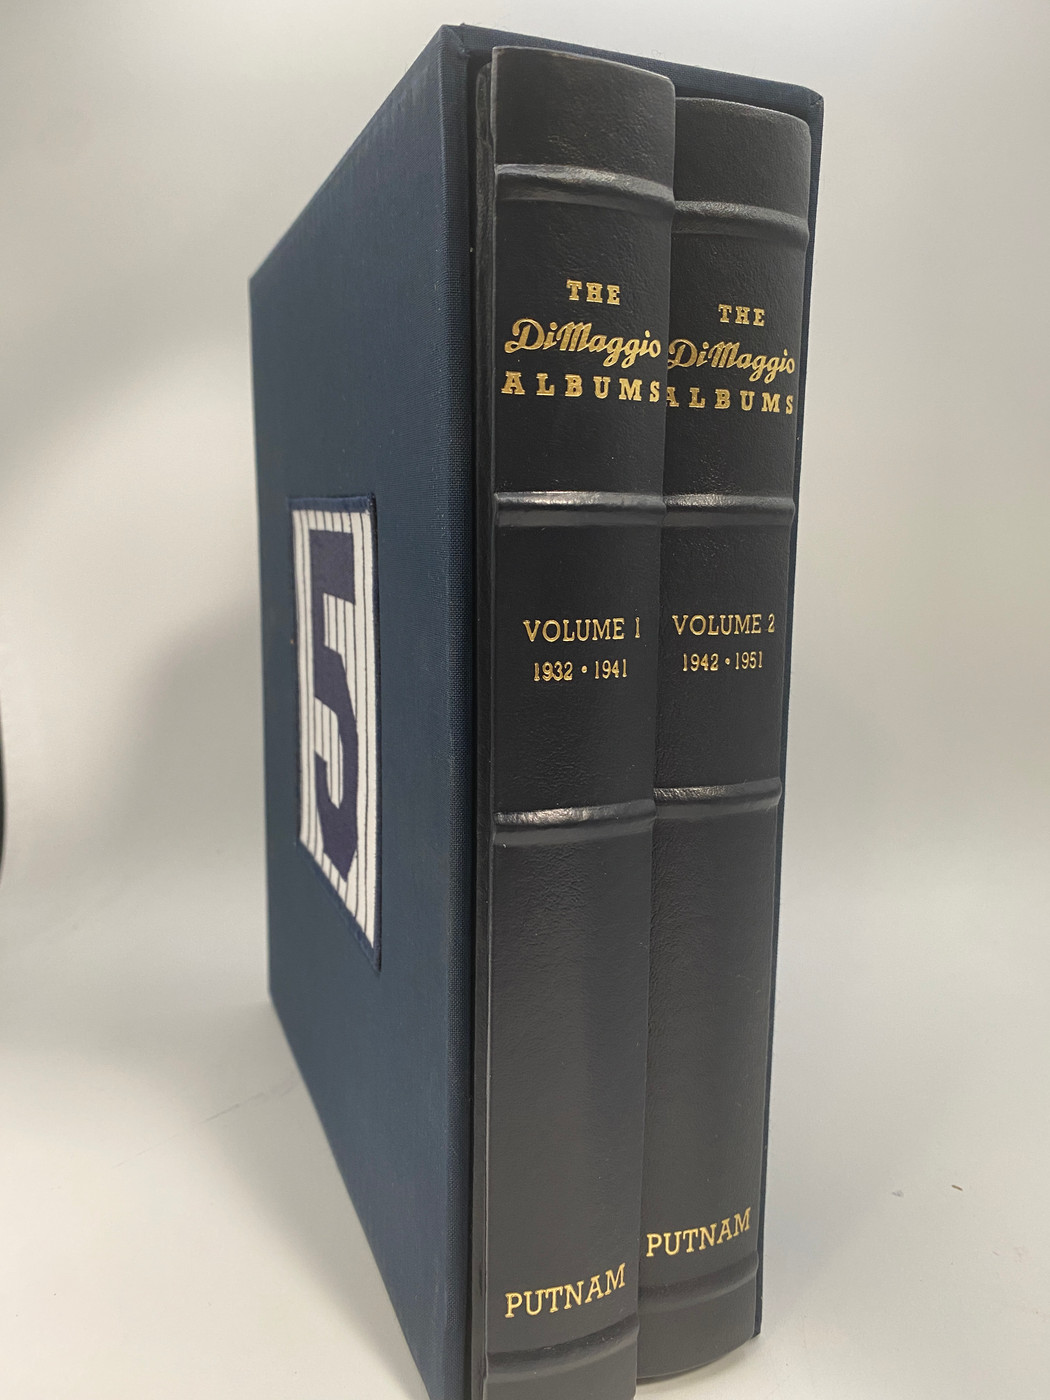 5
THE
DiMaggio
ALBUMS
VOLUME 1
1932 • 1941
PUTNAM
THE
DiMaggio
ALBUMS
VOLUME 2
1942 • 1951
PUTNAM